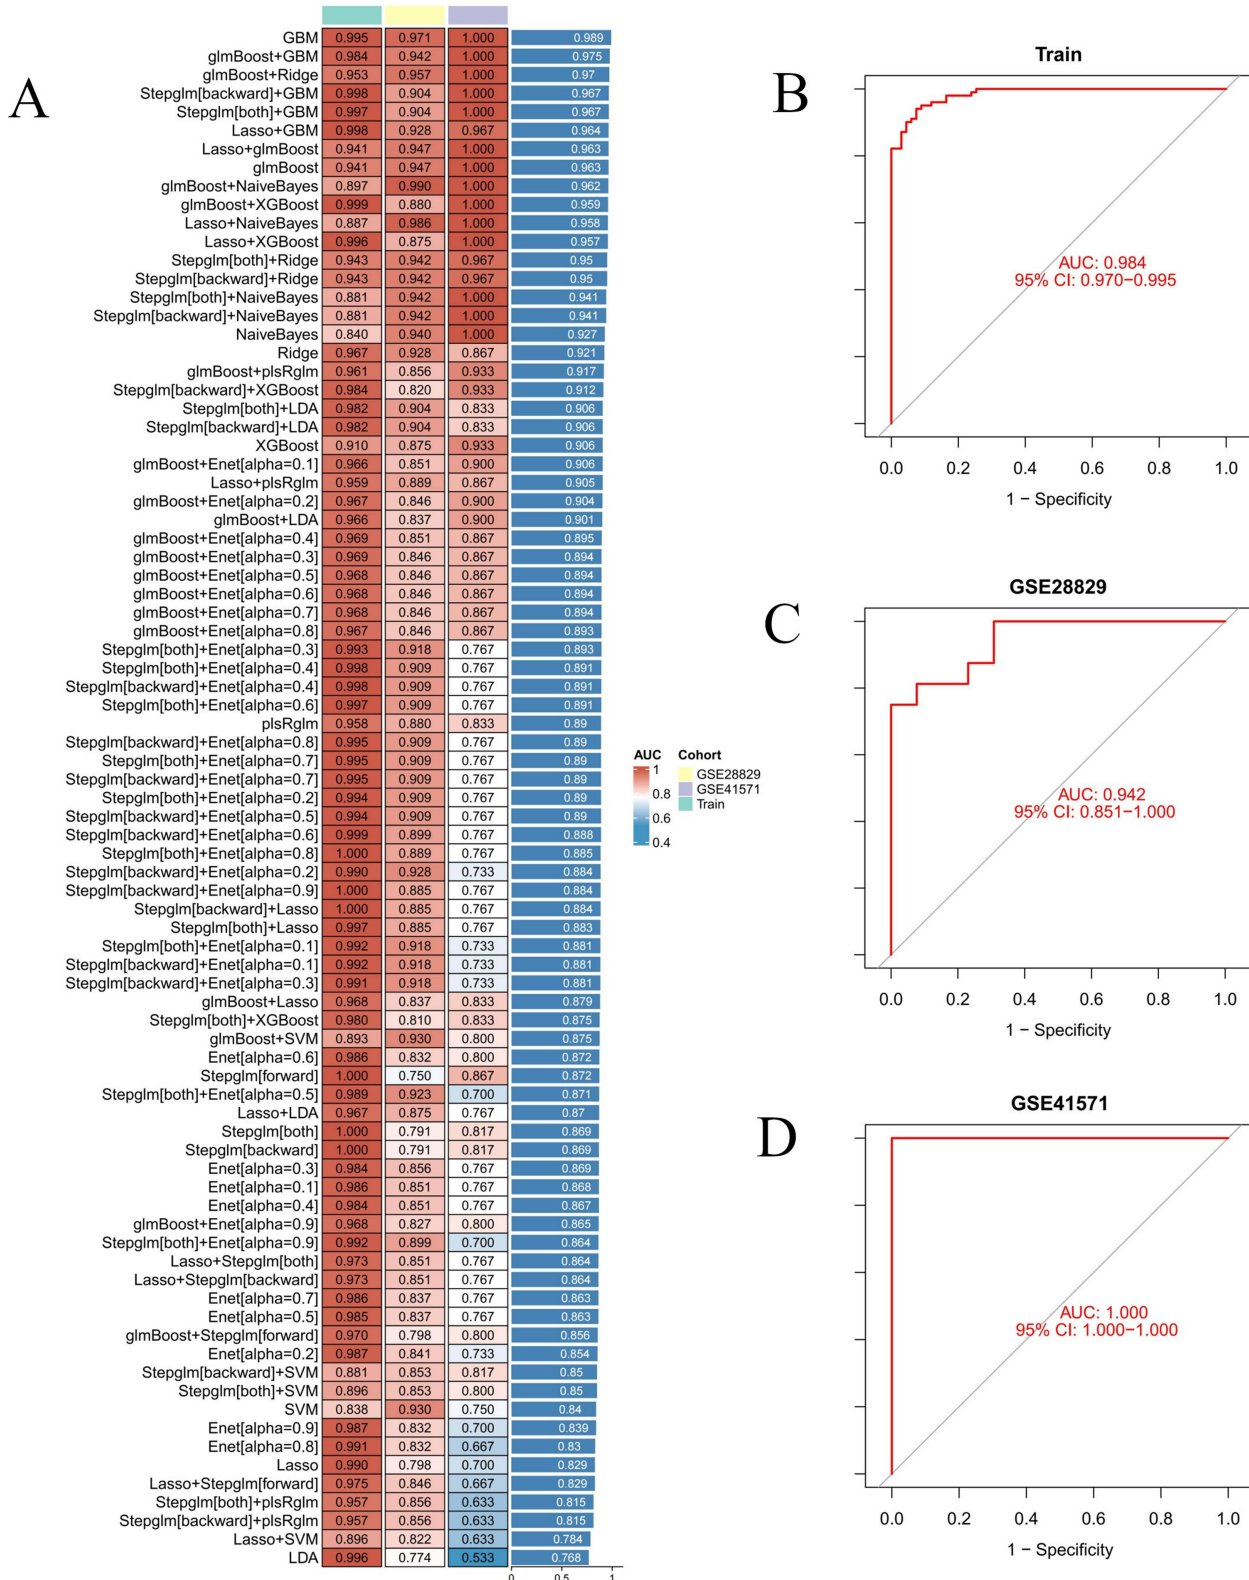 A
GBM 0.995 0.971 1.000 0.989
glmBoost+GBM 0.984 0.942 1.000 0.975
glmBoost+Ridge 0.953 0.957 1.000 0.97
Stepglm[backward]+GBM 0.998 0.904 1.000 0.967
Stepglm[both]+GBM 0.997 0.904 1.000 0.967
Lasso+GBM 0.998 0.928 0.967 0.964
Lasso+glmBoost 0.941 0.947 1.000 0.963
glmBoost 0.941 0.947 1.000 0.963
glmBoost+NaiveBayes 0.897 0.990 1.000 0.962
glmBoost+XGBoost 0.999 0.880 1.000 0.959
Lasso+NaiveBayes 0.887 0.986 1.000 0.958
Lasso+XGBoost 0.996 0.875 1.000 0.957
Stepglm[both]+Ridge 0.943 0.942 0.967 0.95
Stepglm[backward]+Ridge 0.943 0.942 0.967 0.95
Stepglm[both]+NaiveBayes 0.881 0.942 1.000 0.941
Stepglm[backward]+NaiveBayes 0.881 0.942 1.000 0.941
NaiveBayes 0.840 0.940 1.000 0.927
Ridge 0.967 0.928 0.867 0.921
glmBoost+plsRglm 0.961 0.856 0.933 0.917
Stepglm[backward]+XGBoost 0.984 0.820 0.933 0.912
Stepglm[both]+LDA 0.982 0.904 0.833 0.906
Stepglm[backward]+LDA 0.982 0.904 0.833 0.906
XGBoost 0.910 0.875 0.933 0.906
glmBoost+Enet[alpha=0.1] 0.966 0.851 0.900 0.906
Lasso+plsRglm 0.959 0.889 0.867 0.905
glmBoost+Enet[alpha=0.2] 0.967 0.846 0.900 0.904
glmBoost+LDA 0.966 0.837 0.900 0.901
glmBoost+Enet[alpha=0.4] 0.969 0.851 0.867 0.895
glmBoost+Enet[alpha=0.3] 0.969 0.846 0.867 0.894
glmBoost+Enet[alpha=0.5] 0.968 0.846 0.867 0.894
glmBoost+Enet[alpha=0.6] 0.968 0.846 0.867 0.894
glmBoost+Enet[alpha=0.7] 0.968 0.846 0.867 0.894
glmBoost+Enet[alpha=0.8] 0.967 0.846 0.867 0.893
Stepglm[both]+Enet[alpha=0.3] 0.993 0.918 0.767 0.893
Stepglm[both]+Enet[alpha=0.4] 0.998 0.909 0.767 0.891
Stepglm[backward]+Enet[alpha=0.4] 0.998 0.909 0.767 0.891
Stepglm[both]+Enet[alpha=0.6] 0.997 0.909 0.767 0.891
plsRglm 0.958 0.880 0.833 0.89
Stepglm[backward]+Enet[alpha=0.8] 0.995 0.909 0.767 0.89
Stepglm[both]+Enet[alpha=0.7] 0.995 0.909 0.767 0.89
Stepglm[backward]+Enet[alpha=0.7] 0.995 0.909 0.767 0.89
Stepglm[both]+Enet[alpha=0.2] 0.994 0.909 0.767 0.89
Stepglm[backward]+Enet[alpha=0.5] 0.994 0.909 0.767 0.89
Stepglm[backward]+Enet[alpha=0.6] 0.999 0.899 0.767 0.888
Stepglm[both]+Enet[alpha=0.8] 1.000 0.889 0.767 0.885
Stepglm[backward]+Enet[alpha=0.2] 0.990 0.928 0.733 0.884
Stepglm[backward]+Enet[alpha=0.9] 1.000 0.885 0.767 0.884
Stepglm[backward]+Lasso 1.000 0.885 0.767 0.884
Stepglm[both]+Lasso 0.997 0.885 0.767 0.883
Stepglm[both]+Enet[alpha=0.1] 0.992 0.918 0.733 0.881
Stepglm[backward]+Enet[alpha=0.1] 0.992 0.918 0.733 0.881
Stepglm[backward]+Enet[alpha=0.3] 0.991 0.918 0.733 0.881
glmBoost+Lasso 0.968 0.837 0.833 0.879
Stepglm[both]+XGBoost 0.980 0.810 0.833 0.875
glmBoost+SVM 0.893 0.930 0.800 0.875
Enet[alpha=0.6] 0.986 0.832 0.800 0.872
Stepglm[forward] 1.000 0.750 0.867 0.872
Stepglm[both]+Enet[alpha=0.5] 0.989 0.923 0.700 0.871
Lasso+LDA 0.967 0.875 0.767 0.87
Stepglm[both] 1.000 0.791 0.817 0.869
Stepglm[backward] 1.000 0.791 0.817 0.869
Enet[alpha=0.3] 0.984 0.856 0.767 0.869
Enet[alpha=0.1] 0.986 0.851 0.767 0.868
Enet[alpha=0.4] 0.984 0.851 0.767 0.867
glmBoost+Enet[alpha=0.9] 0.968 0.827 0.800 0.865
Stepglm[both]+Enet[alpha=0.9] 0.992 0.899 0.700 0.864
Lasso+Stepglm[both] 0.973 0.851 0.767 0.864
Lasso+Stepglm[backward] 0.973 0.851 0.767 0.864
Enet[alpha=0.7] 0.986 0.837 0.767 0.863
Enet[alpha=0.5] 0.985 0.837 0.767 0.863
glmBoost+Stepglm[forward] 0.970 0.798 0.800 0.856
Enet[alpha=0.2] 0.987 0.841 0.733 0.854
Stepglm[backward]+SVM 0.881 0.853 0.817 0.85
Stepglm[both]+SVM 0.896 0.853 0.800 0.85
SVM 0.838 0.930 0.750 0.84
Enet[alpha=0.9] 0.987 0.832 0.700 0.839
Enet[alpha=0.8] 0.991 0.832 0.667 0.83
Lasso 0.990 0.798 0.700 0.829
Lasso+Stepglm[forward] 0.975 0.846 0.667 0.829
Stepglm[both]+plsRglm 0.957 0.856 0.633 0.815
Stepglm[backward]+plsRglm 0.957 0.856 0.633 0.815
Lasso+SVM 0.896 0.822 0.633 0.784
LDA 0.996 0.774 0.533 0.768
0 0.5 1
AUC
1
0.8
0.6
0.4
Cohort
GSE28829
GSE41571
Train
B
Train
AUC: 0.984
95% CI: 0.970−0.995
0.0 0.2 0.4 0.6 0.8 1.0
1 − Specificity
C
GSE28829
AUC: 0.942
95% CI: 0.851−1.000
0.0 0.2 0.4 0.6 0.8 1.0
1 − Specificity
D
GSE41571
AUC: 1.000
95% CI: 1.000−1.000
0.0 0.2 0.4 0.6 0.8 1.0
1 − Specificity